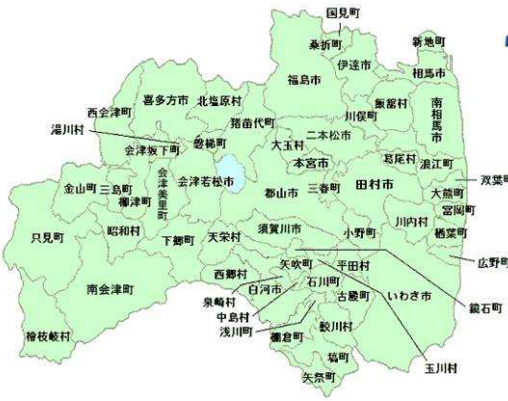 国見町
桑折町
新地町
伊達市
相馬市
福島市
喜多方市
北塩原村
飯舘村
南相馬市
西会津町
猪苗代町
川俣町
二本松市
湯川村
磐梯町
大玉村
会津坂下町
本宮市
葛尾村
浪江町
双葉町
金山町
三島町
会津美里町
会津若松市
郡山市
三春町
田村市
大熊町
柳津町
富岡町
只見町
昭和村
下郷町
天栄村
須賀川市
小野町
川内村
楢葉町
広野町
西郷村
矢吹町
平田村
南会津町
泉崎村
白河市
石川町
古殿町
いわき市
鏡石町
中島村
浅川町
棚倉町
鮫川村
檜枝岐村
塙町
玉川村
矢祭町